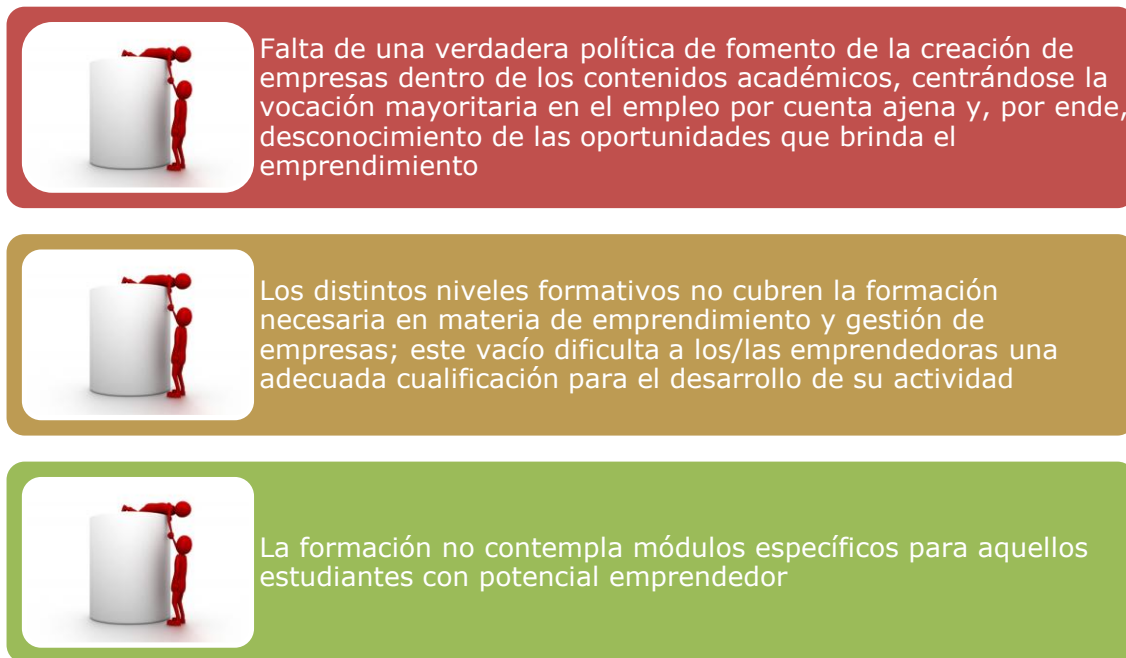 Falta de una verdadera política de fomento de la creación de
empresas dentro de los contenidos académicos, centrándose la
vocación mayoritaria en el empleo por cuenta ajena y, por ende,
desconocimiento de las oportunidades que brinda el
emprendimiento
Los distintos niveles formativos no cubren la formación
necesaria en materia de emprendimiento y gestión de
empresas; este vacío dificulta a los/las emprendedoras una
adecuada cualificación para el desarrollo de su actividad
La formación no contempla módulos específicos para aquellos
estudiantes con potencial emprendedor